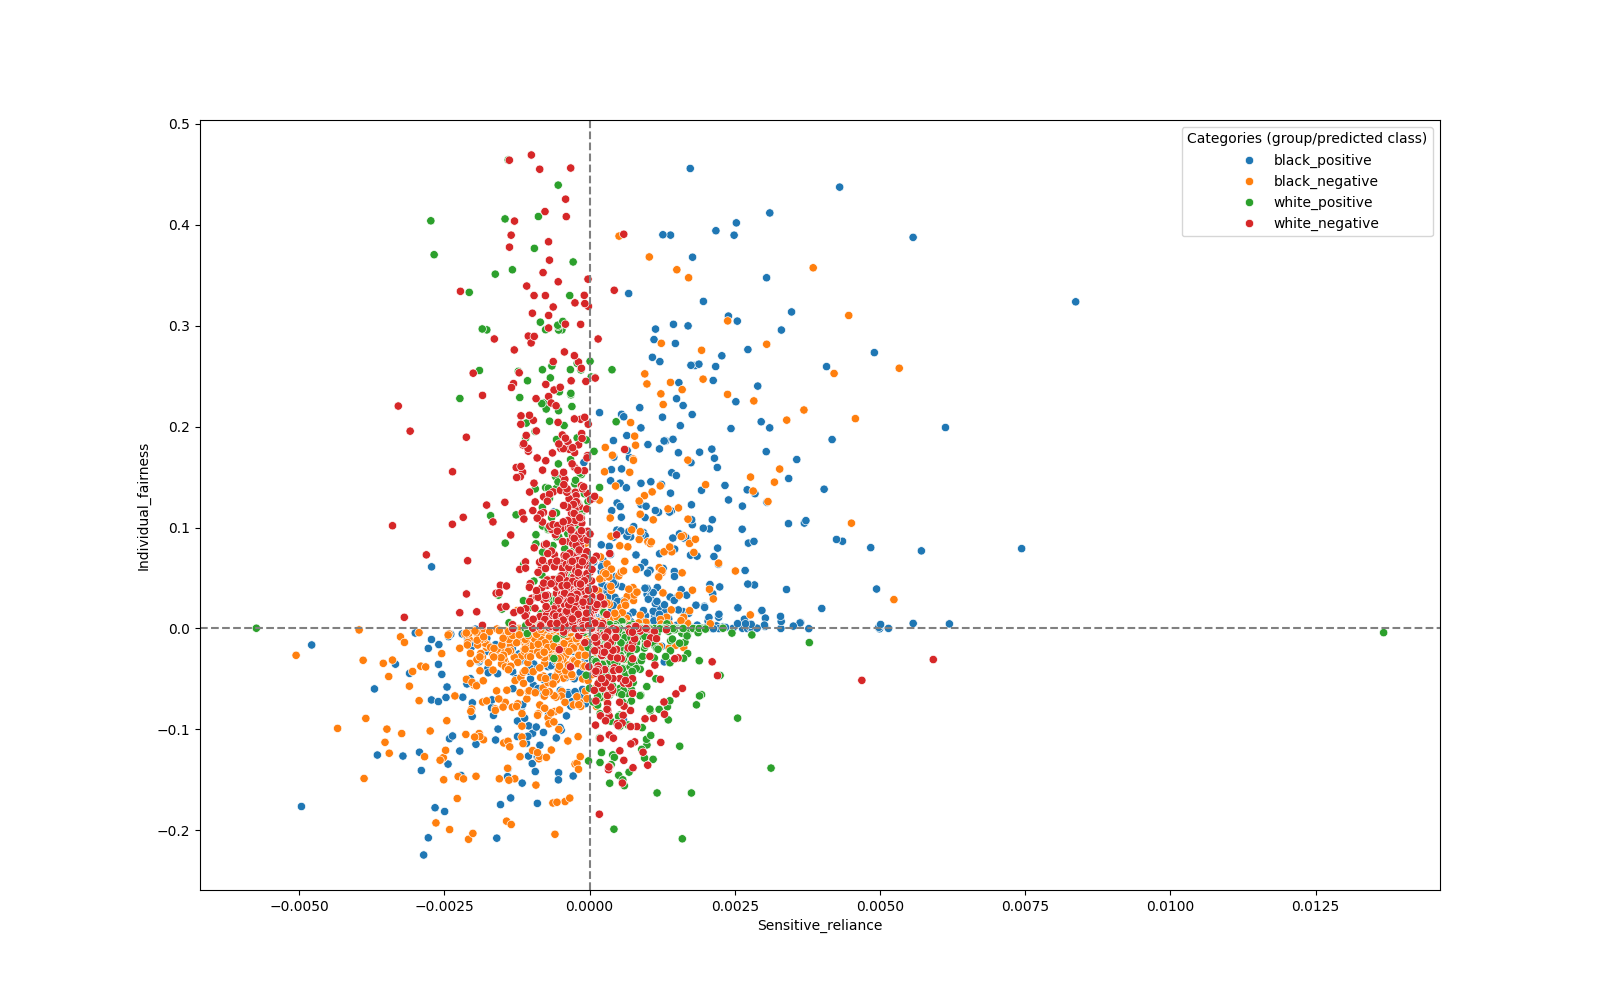 Categories (group/predicted class)
black_positive
black_negative
white_positive
white_negative
0.5
0.4
0.3
0.2
0.1
0.0
−0.1
−0.2
Individual_fairness
−0.0050
−0.0025
0.0000
0.0025
0.0050
0.0075
0.0100
0.0125
Sensitive_reliance